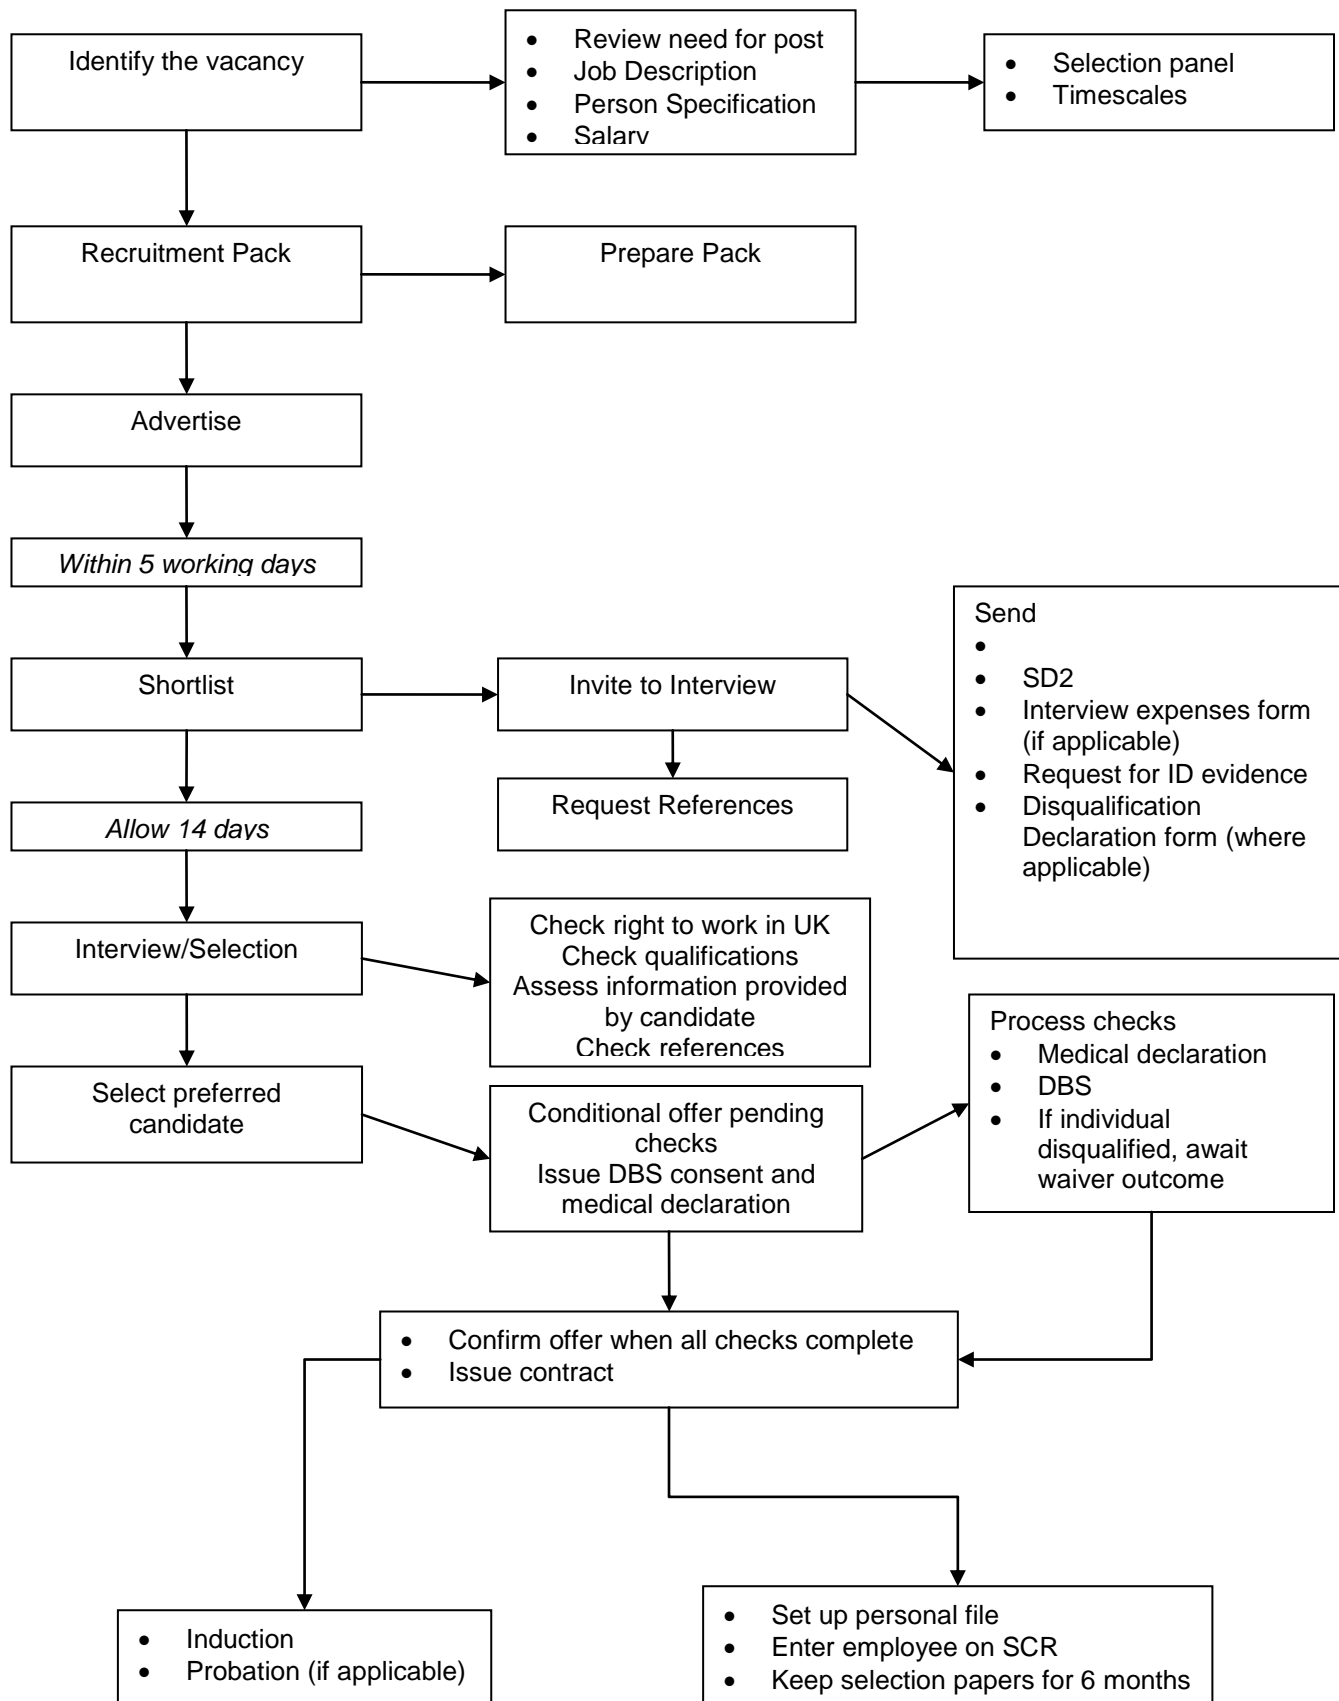 Identify the vacancy
• Review need for post
• Job Description
• Person Specification
• Salary
• Selection panel
• Timescales
Recruitment Pack
Prepare Pack
Advertise
Within 5 working days
Shortlist
Invite to Interview
Request References
Send
•
• SD2
• Interview expenses form
(if applicable)
• Request for ID evidence
• Disqualification
Declaration form (where
applicable)
Allow 14 days
Interview/Selection
Check right to work in UK
Check qualifications
Assess information provided
by candidate
Check references
Select preferred
candidate
Conditional offer pending
checks
Issue DBS consent and
medical declaration
Process checks
• Medical declaration
• DBS
• If individual
disqualified, await
waiver outcome
• Confirm offer when all checks complete
• Issue contract
• Induction
• Probation (if applicable)
• Set up personal file
• Enter employee on SCR
• Keep selection papers for 6 months